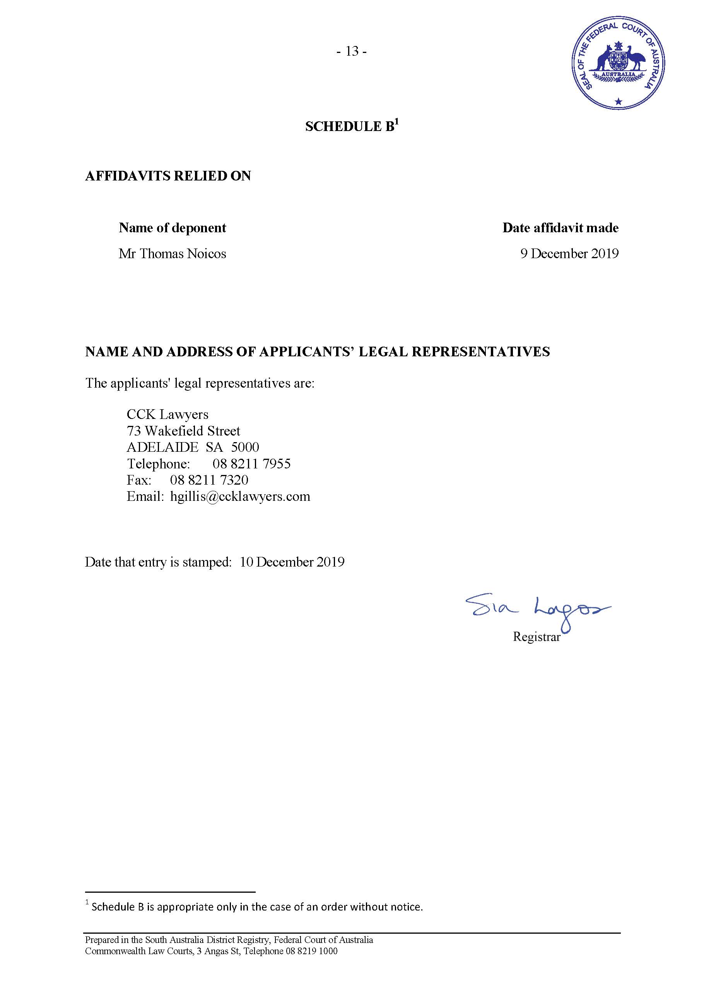 - 13 -
SEAL OF THE FEDERAL COURT OF AUSTRALIA
AUSTRALIA
SCHEDULE B1
AFFIDAVITS RELIED ON
Name of deponent Date affidavit made
Mr Thomas Noicos 9 December 2019
NAME AND ADDRESS OF APPLICANTS’ LEGAL REPRESENTATIVES
The applicants' legal representatives are:
CCK Lawyers
73 Wakefield Street
ADELAIDE SA 5000
Telephone: 08 8211 7955
Fax: 08 8211 7320
Email: hgillis@ccklawyers.com
Date that entry is stamped: 10 December 2019
Sia Lagos
Registrar
1 Schedule B is appropriate only in the case of an order without notice.
Prepared in the South Australia District Registry, Federal Court of Australia
Commonwealth Law Courts, 3 Angas St, Telephone 08 8219 1000